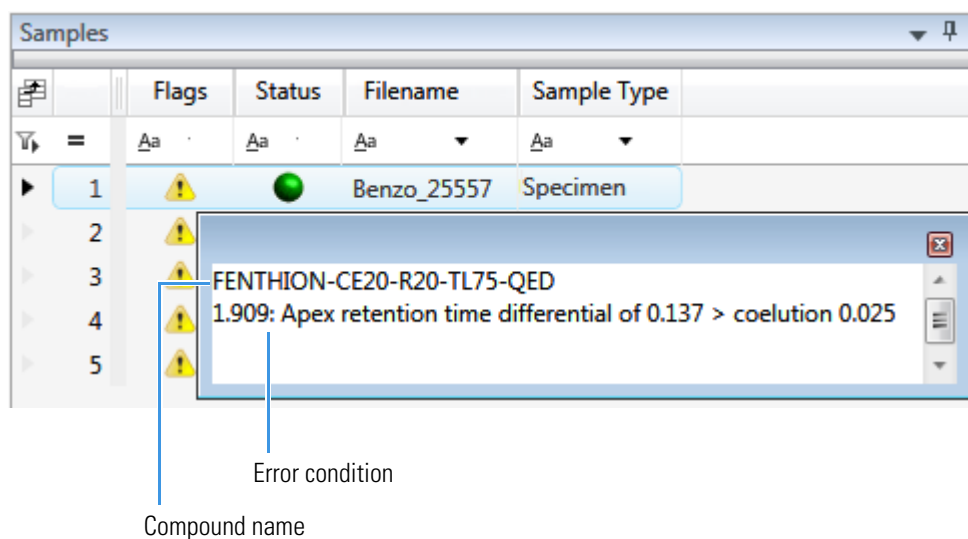 Samples
Flags Status Filename Sample Type
= Aa Aa Aa Aa
1 Benzo_25557 Specimen
2
3
FENTHION-CE20-R20-TL75-QED
1.909: Apex retention time differential of 0.137 > coelution 0.025
4
5
Error condition
Compound name